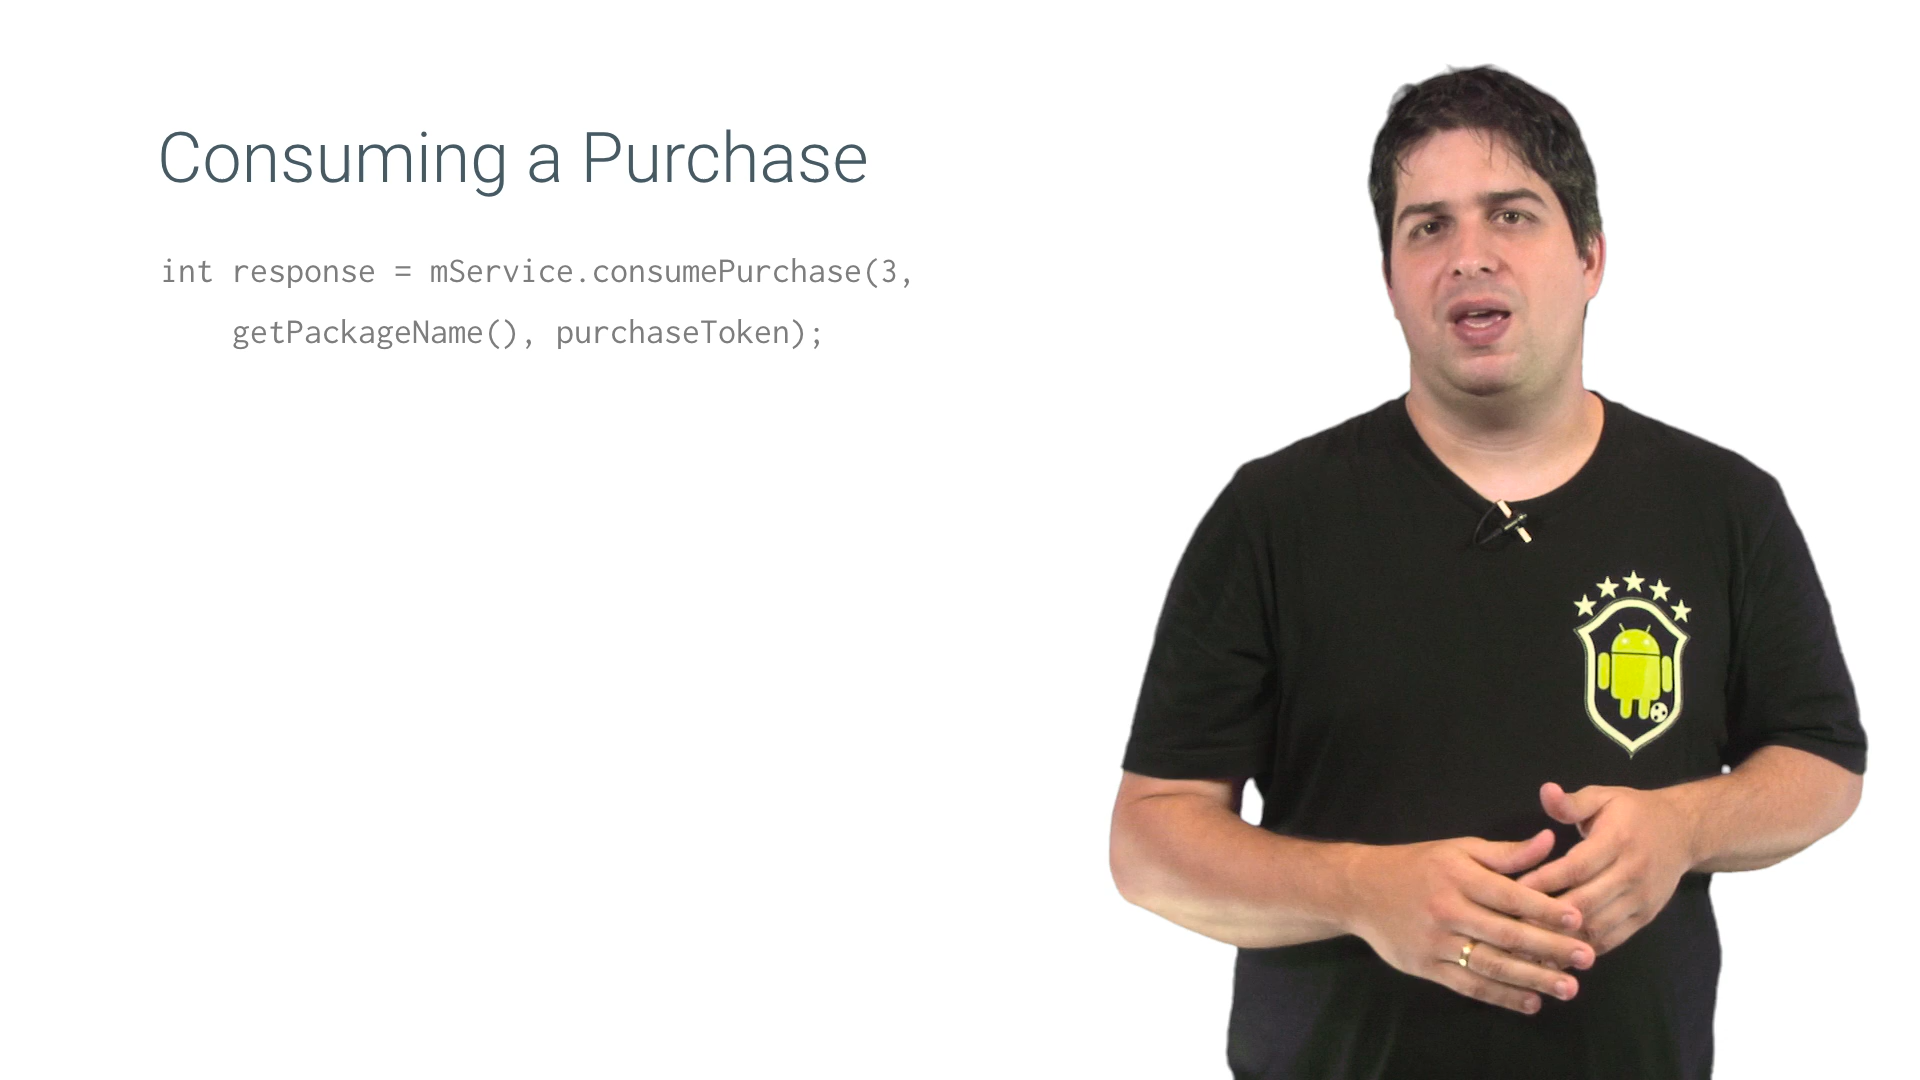 Consuming a Purchase
int response = mService.consumePurchase(3,
getPackageName(), purchaseToken);